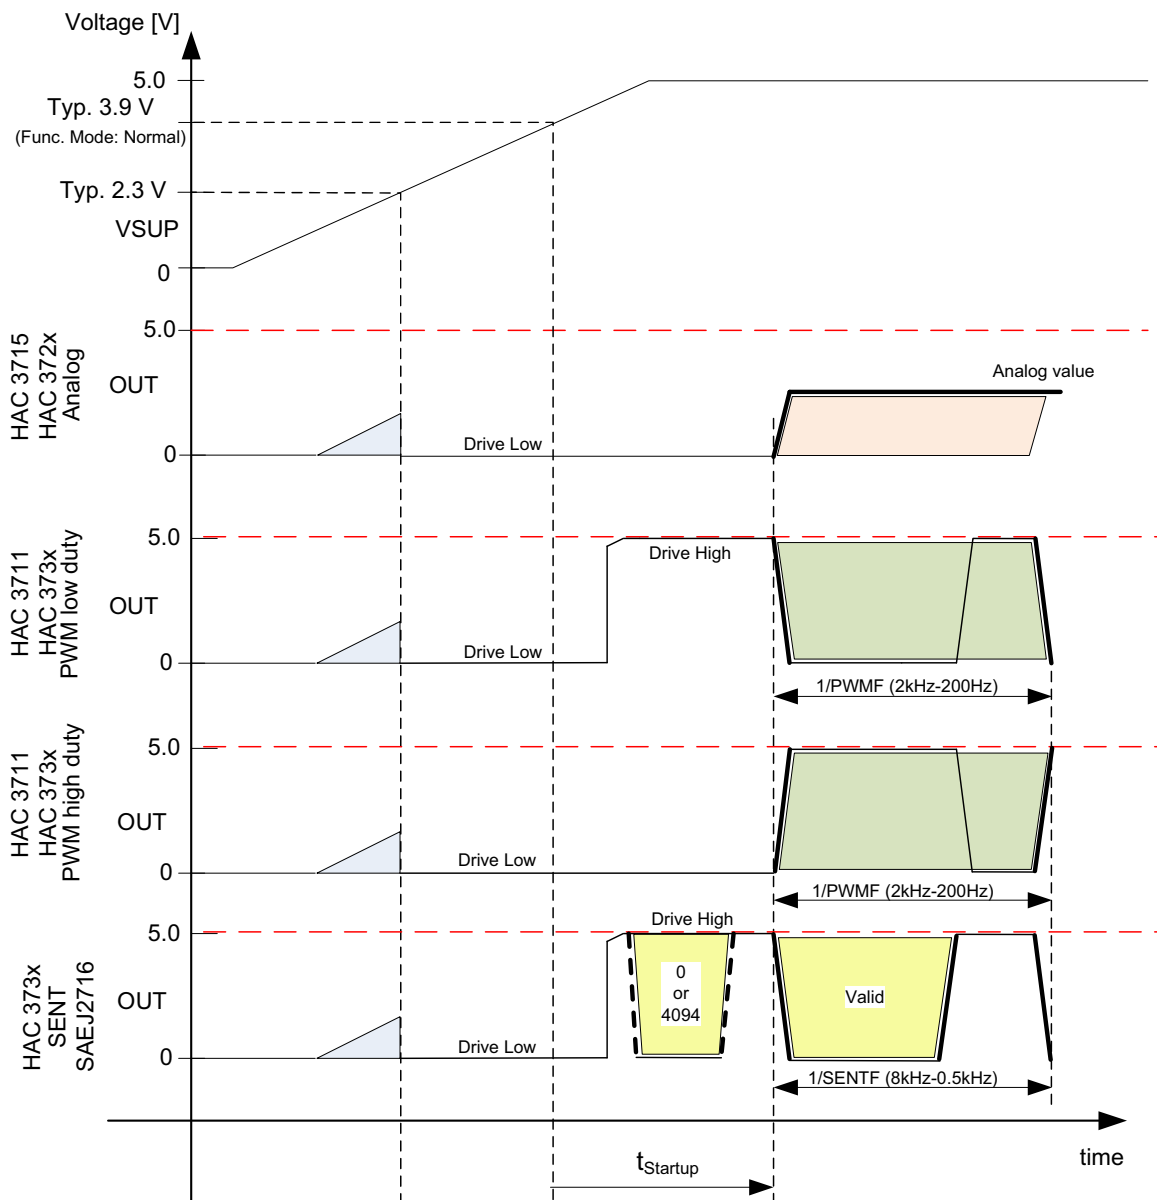 Voltage [V]
5.0
Typ. 3.9 V
(Func. Mode: Normal)
Typ. 2.3 V
VSUP
0
HAC 3715
HAC 372x
Analog
5.0
OUT
0
Drive Low
Analog value
HAC 3711
HAC 373x
PWM low duty
5.0
OUT
0
Drive Low
Drive High
1/PWMF (2kHz-200Hz)
HAC 3711
HAC 373x
PWM high duty
5.0
OUT
0
Drive Low
1/PWMF (2kHz-200Hz)
HAC 373x
SENT
SAEJ2716
5.0
OUT
0
Drive Low
Drive High
0
or
4094
Valid
1/SENTF (8kHz-0.5kHz)
time
tStartup